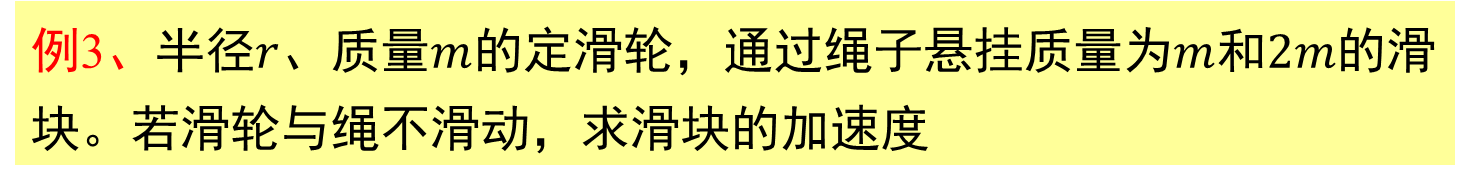 例3、半径r、质量m的定滑轮，通过绳子悬挂质量为m和2m的滑
块。若滑轮与绳不滑动，求滑块的加速度